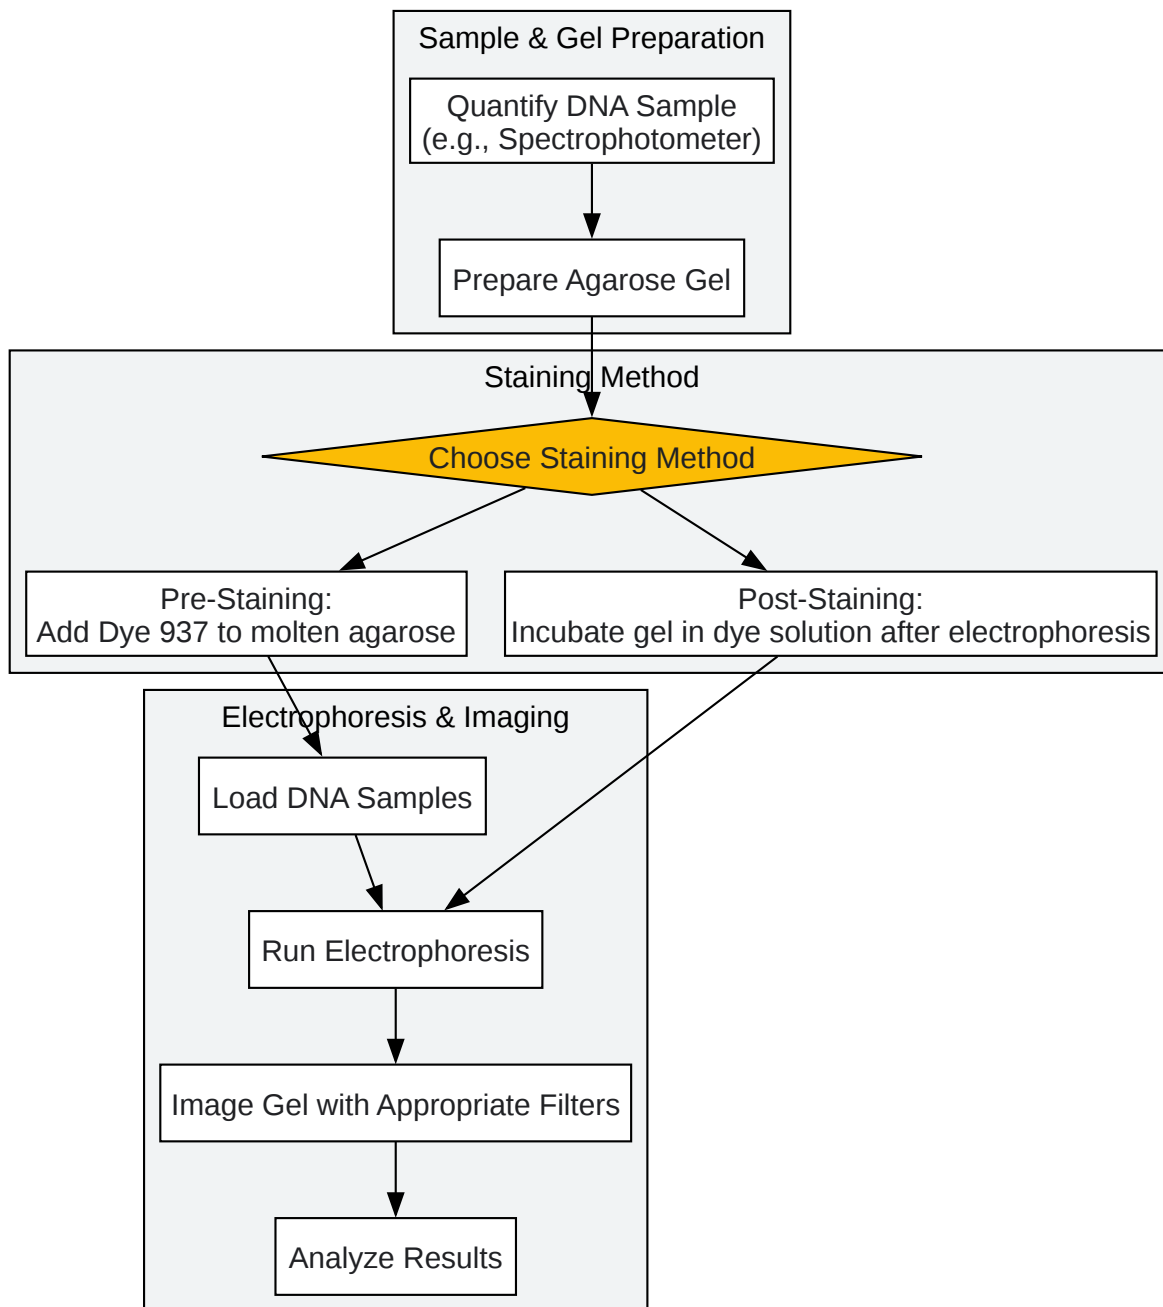 Sample & Gel Preparation
Quantify DNA Sample
(e.g., Spectrophotometer)
Prepare Agarose Gel
Staining Method
Choose Staining Method
Pre-Staining:
Add Dye 937 to molten agarose
Post-Staining:
Incubate gel in dye solution after electrophoresis
Electrophoresis & Imaging
Load DNA Samples
Run Electrophoresis
Image Gel with Appropriate Filters
Analyze Results